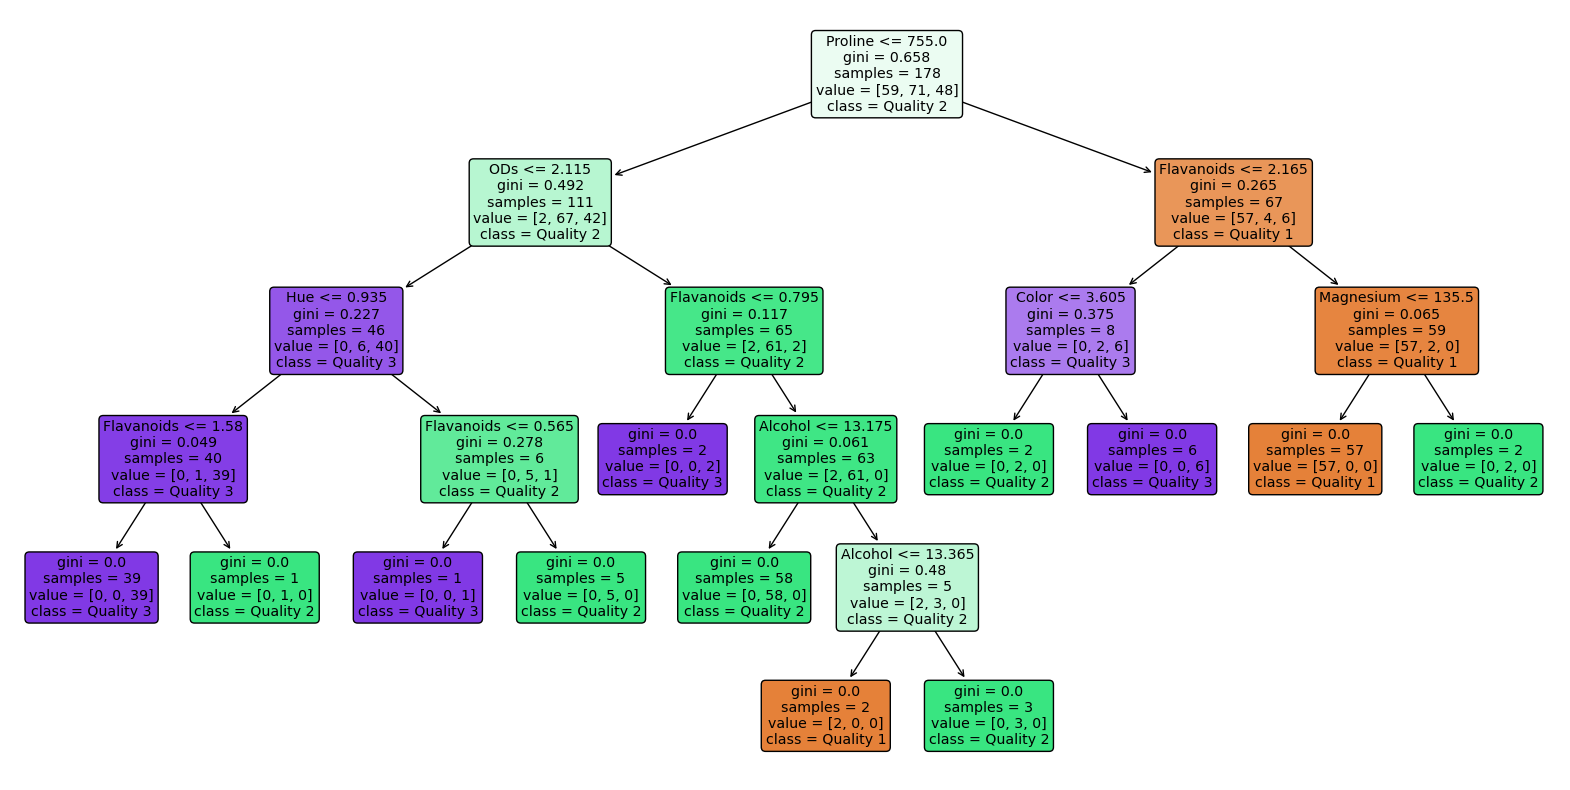 Proline <= 755.0
gini = 0.658
samples = 178
value = [59, 71, 48]
class = Quality 2
ODs <= 2.115
gini = 0.492
samples = 111
value = [2, 67, 42]
class = Quality 2
Flavanoids <= 2.165
gini = 0.265
samples = 67
value = [57, 4, 6]
class = Quality 1
Hue <= 0.935
gini = 0.227
samples = 46
value = [0, 6, 40]
class = Quality 3
Flavanoids <= 0.795
gini = 0.117
samples = 65
value = [2, 61, 2]
class = Quality 2
Color <= 3.605
gini = 0.375
samples = 8
value = [0, 2, 6]
class = Quality 3
Magnesium <= 135.5
gini = 0.065
samples = 59
value = [57, 2, 0]
class = Quality 1
Flavanoids <= 1.58
gini = 0.049
samples = 40
value = [0, 1, 39]
class = Quality 3
Flavanoids <= 0.565
gini = 0.278
samples = 6
value = [0, 5, 1]
class = Quality 2
gini = 0.0
samples = 2
value = [0, 0, 2]
class = Quality 3
Alcohol <= 13.175
gini = 0.061
samples = 63
value = [2, 61, 0]
class = Quality 2
gini = 0.0
samples = 2
value = [0, 2, 0]
class = Quality 2
gini = 0.0
samples = 6
value = [0, 0, 6]
class = Quality 3
gini = 0.0
samples = 57
value = [57, 0, 0]
class = Quality 1
gini = 0.0
samples = 2
value = [0, 2, 0]
class = Quality 2
gini = 0.0
samples = 39
value = [0, 0, 39]
class = Quality 3
gini = 0.0
samples = 1
value = [0, 1, 0]
class = Quality 2
gini = 0.0
samples = 1
value = [0, 0, 1]
class = Quality 3
gini = 0.0
samples = 5
value = [0, 5, 0]
class = Quality 2
gini = 0.0
samples = 58
value = [0, 58, 0]
class = Quality 2
Alcohol <= 13.365
gini = 0.48
samples = 5
value = [2, 3, 0]
class = Quality 2
gini = 0.0
samples = 2
value = [2, 0, 0]
class = Quality 1
gini = 0.0
samples = 3
value = [0, 3, 0]
class = Quality 2